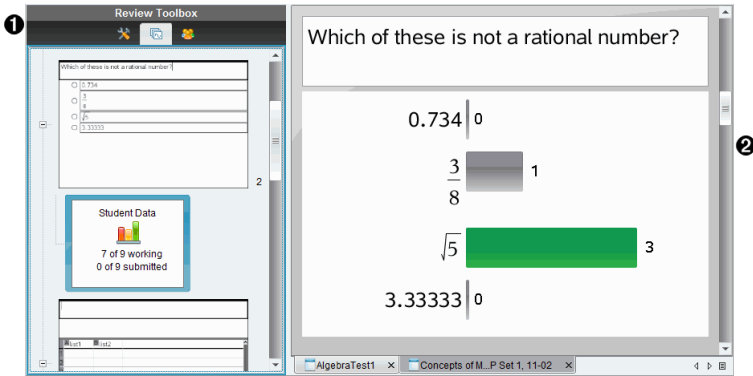 ❶
Review Toolbox
Which of these is not a rational number?
0.734
3
8
√5
3.33333
2
Student Data
7 of 9 working
0 of 9 submitted
list1 list2
Which of these is not a rational number?
0.734 0
3/8 1
√5 3
3.33333 0
❷
AlgebraTest1 Concepts of M...P Set 1, 11-02